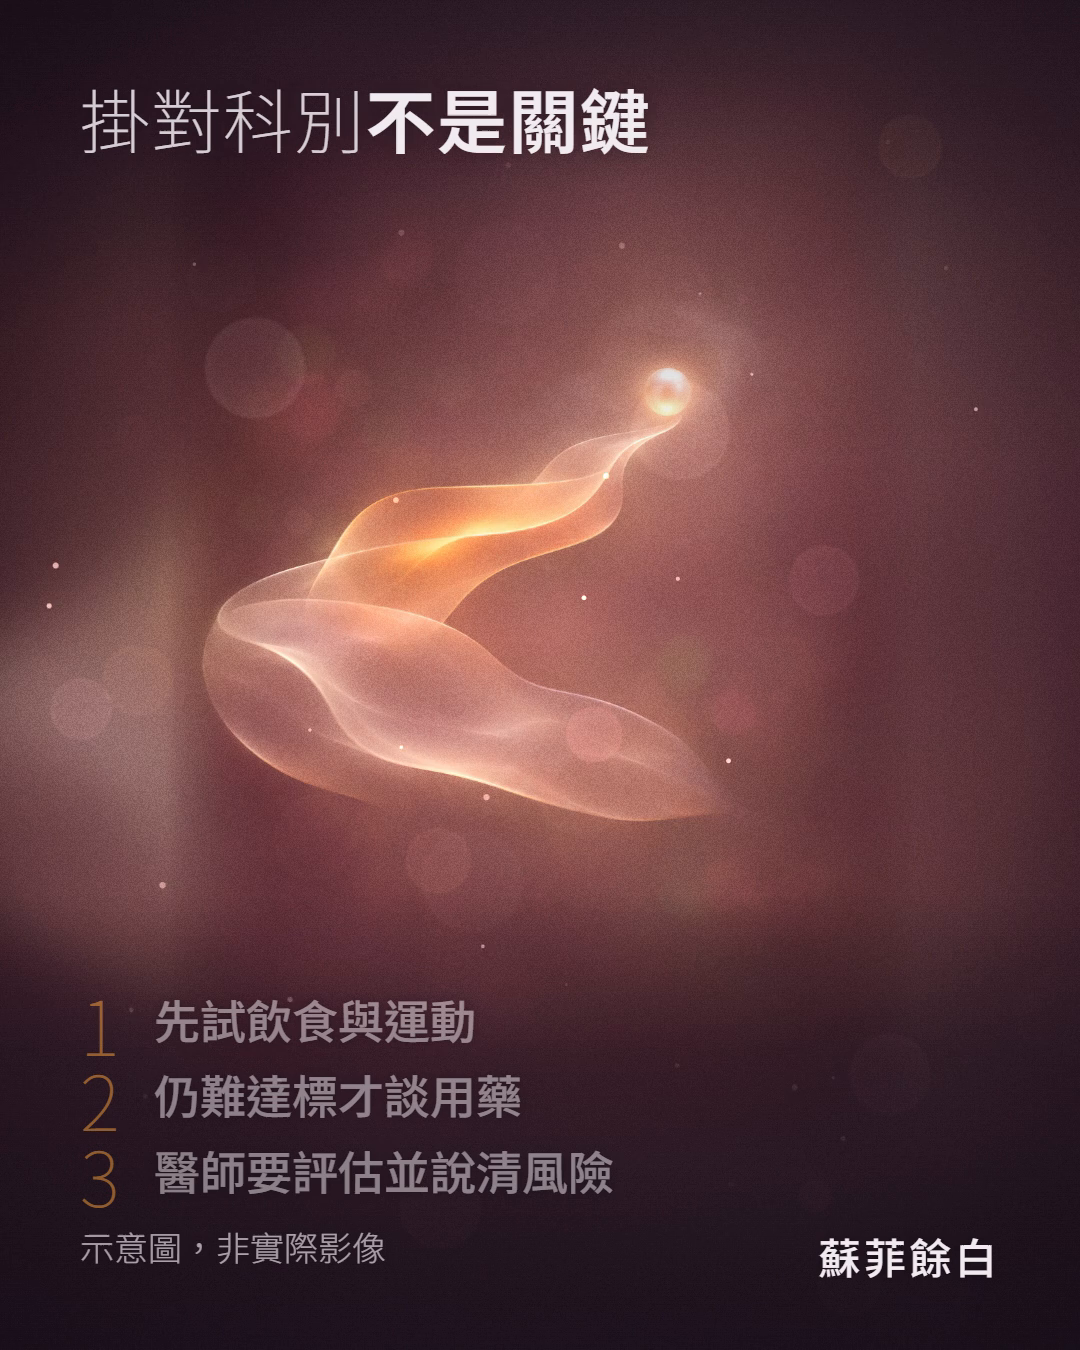 掛對科別不是關鍵
1 先試飲食與運動
2 仍難達標才談用藥
3 醫師要評估並說清風險
示意圖，非實際影像
蘇菲餘白